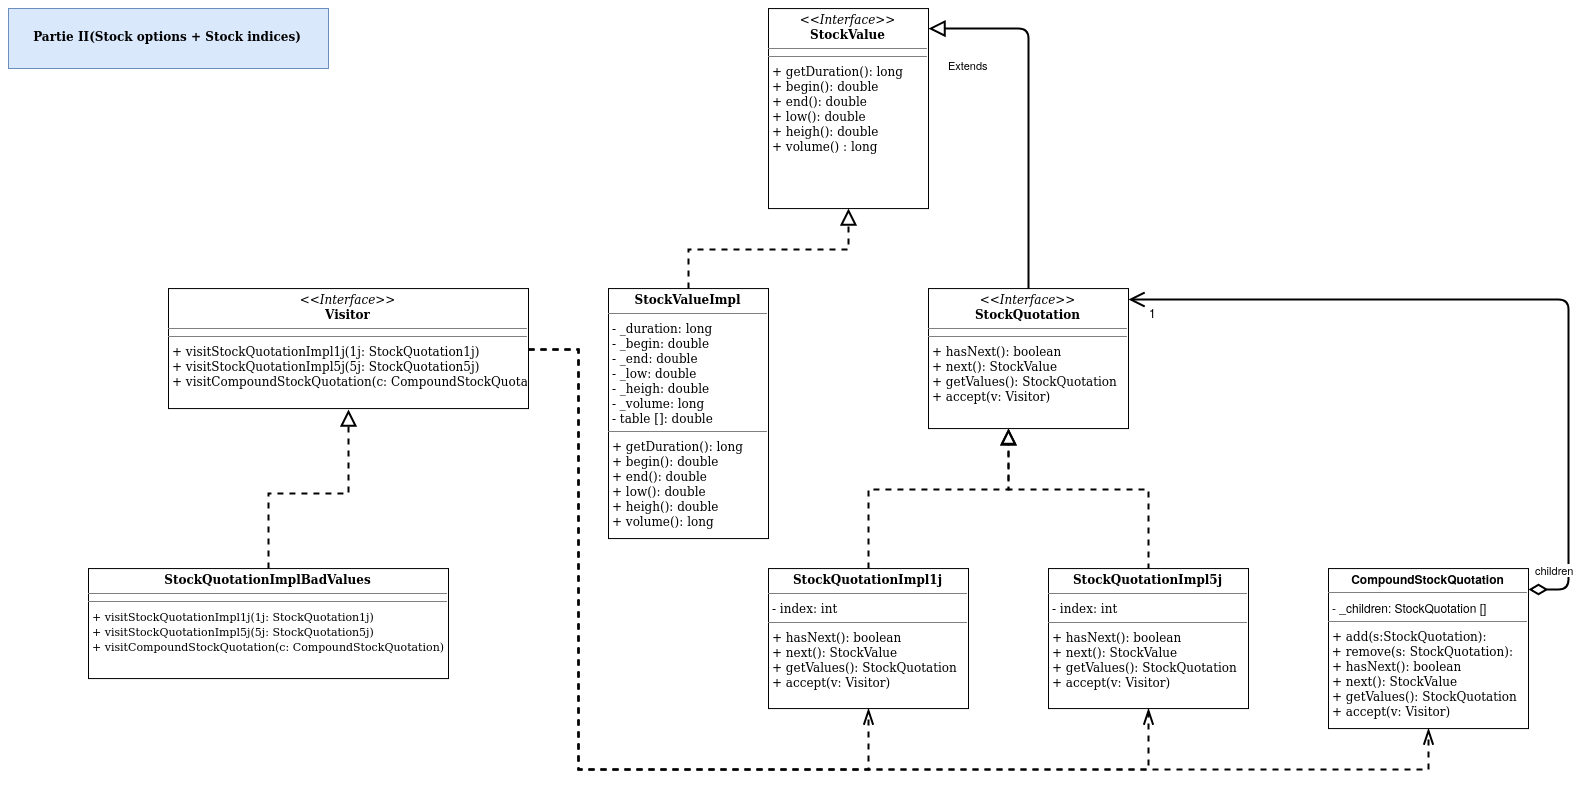 Partie II(Stock options + Stock indices)
<<Interface>>
StockValue
+ getDuration(): long
+ begin(): double
+ end(): double
+ low(): double
+ heigh(): double
+ volume() : long
Extends
<<Interface>>
Visitor
+ visitStockQuotationImpl1j(1j: StockQuotation1j)
+ visitStockQuotationImpl5j(5j: StockQuotation5j)
+ visitCompoundStockQuotation(c: CompoundStockQuota
StockValueImpl
- _duration: long
- _begin: double
- _end: double
- _low: double
- _heigh: double
- _volume: long
- table []: double
+ getDuration(): long
+ begin(): double
+ end(): double
+ low(): double
+ heigh(): double
+ volume(): long
<<Interface>>
StockQuotation
+ hasNext(): boolean
+ next(): StockValue
+ getValues(): StockQuotation
+ accept(v: Visitor)
1
StockQuotationImplBadValues
+ visitStockQuotationImpl1j(1j: StockQuotation1j)
+ visitStockQuotationImpl5j(5j: StockQuotation5j)
+ visitCompoundStockQuotation(c: CompoundStockQuotation)
StockQuotationImpl1j
- index: int
+ hasNext(): boolean
+ next(): StockValue
+ getValues(): StockQuotation
+ accept(v: Visitor)
StockQuotationImpl5j
- index: int
+ hasNext(): boolean
+ next(): StockValue
+ getValues(): StockQuotation
+ accept(v: Visitor)
children
CompoundStockQuotation
- _children: StockQuotation []
+ add(s:StockQuotation):
+ remove(s: StockQuotation):
+ hasNext(): boolean
+ next(): StockValue
+ getValues(): StockQuotation
+ accept(v: Visitor)